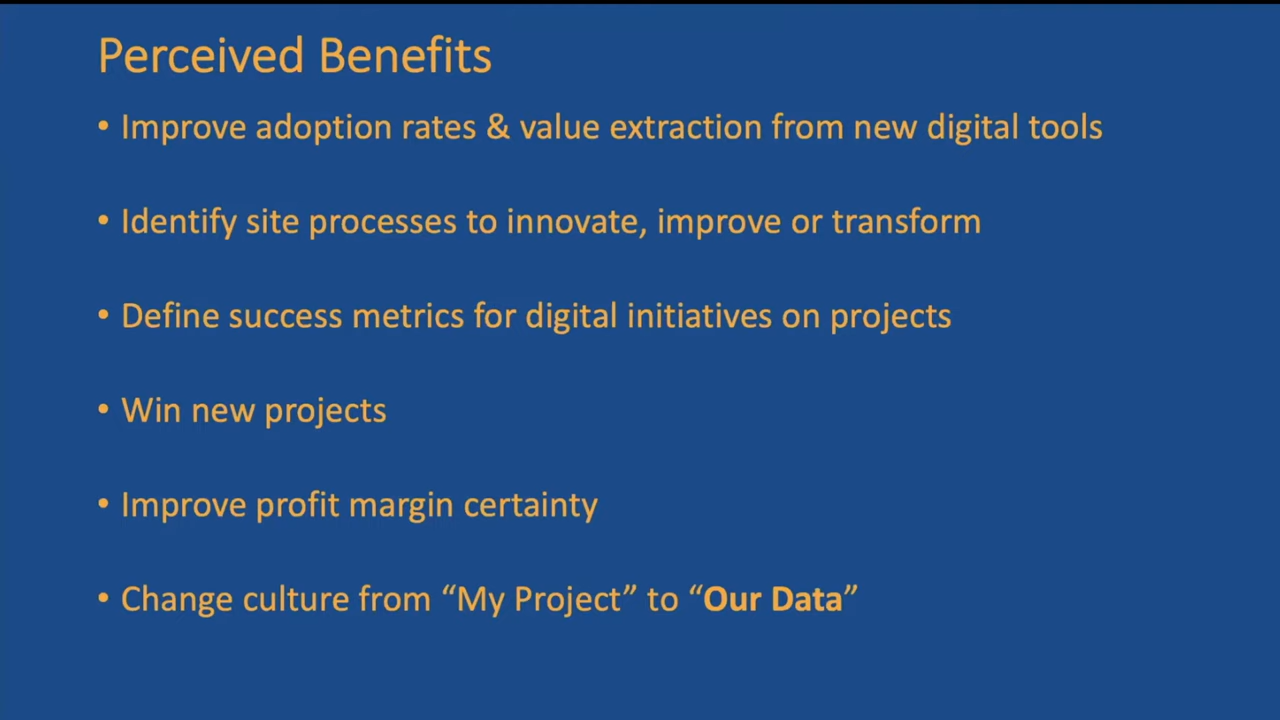 Perceived Benefits
• Improve adoption rates & value extraction from new digital tools
• Identify site processes to innovate, improve or transform
• Define success metrics for digital initiatives on projects
• Win new projects
• Improve profit margin certainty
• Change culture from “My Project” to “Our Data”